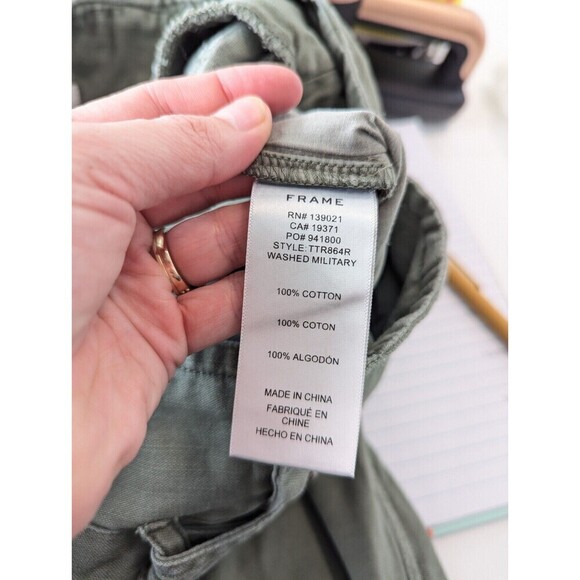 FRAME
RN# 139021
CA# 19371
PO# 941800
STYLE: TTR864R
WASHED MILITARY
100% COTTON
100% COTON
100% ALGODÓN
MADE IN CHINA
FABRIQUÉ EN
CHINE
HECHO EN CHINA